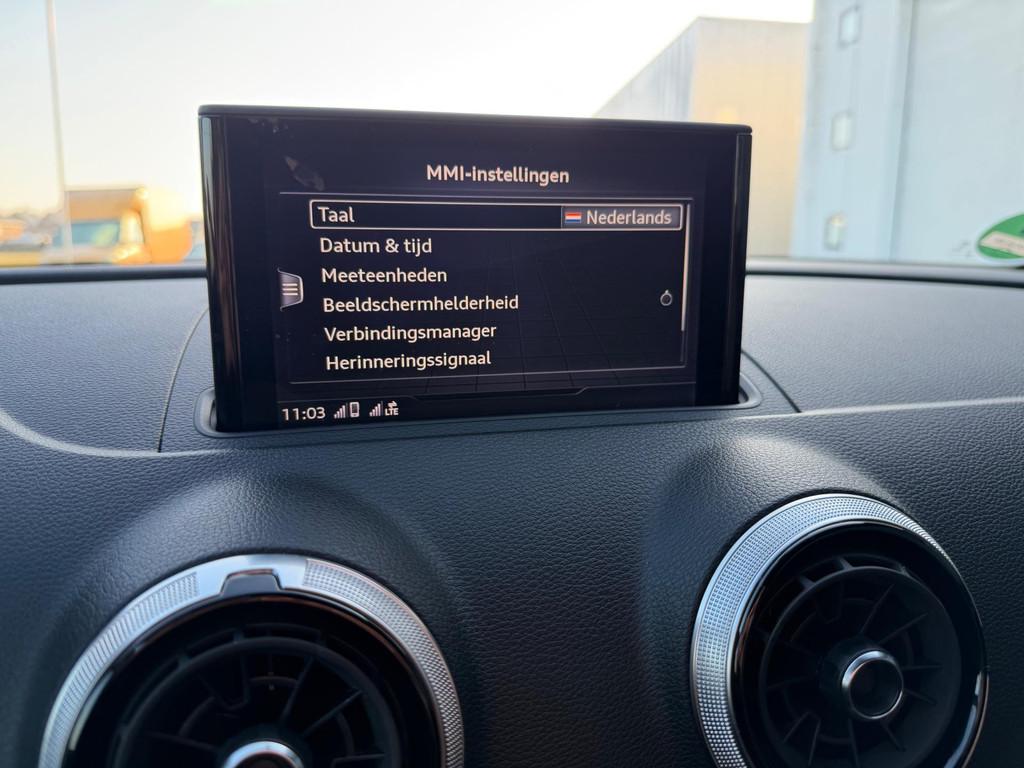 MMI-instellingen
Taal Nederlands
Datum & tijd
Meeteenheden
Beeldschermhelderheid
Verbindingsmanager
Herinneringssignaal
11:03 LTE